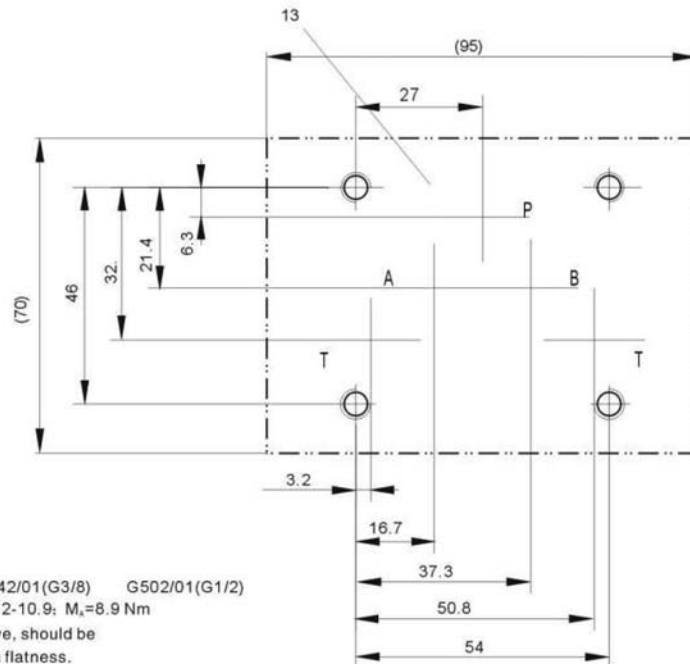 13
(95)
27
P
6.3
21.4
32.
46
(70)
A
B
T
T
3.2
16.7
37.3
50.8
54
42/01(G3/8) G502/01(G1/2)
2-10.9; Mₐ=8.9 Nm
e, should be
flatness.